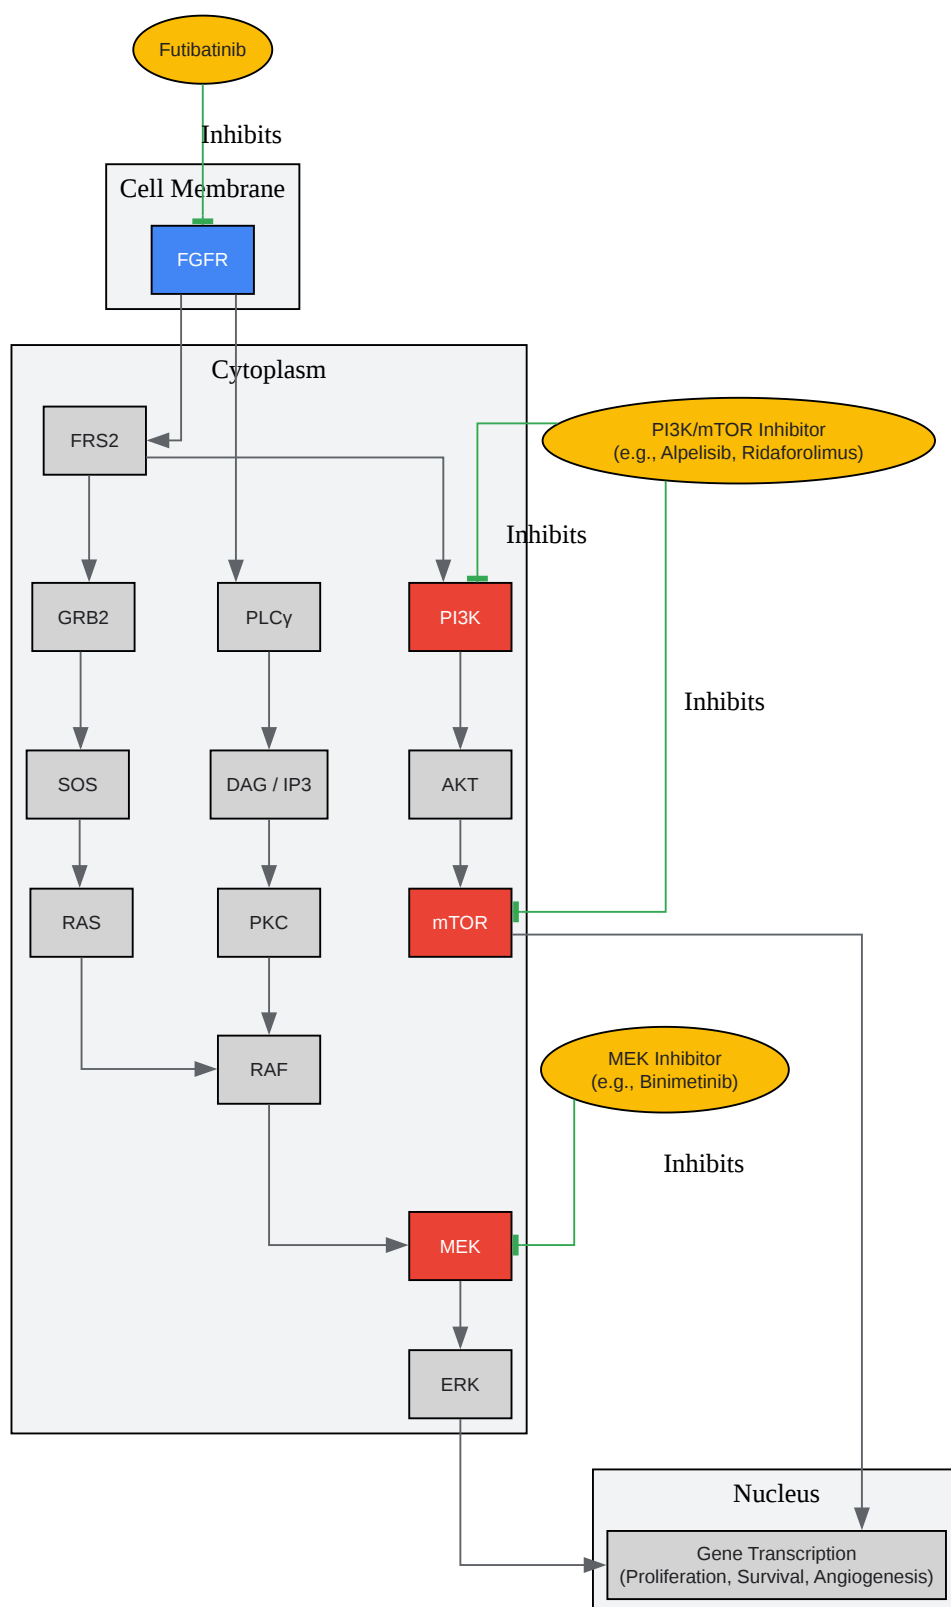 Futibatinib
Inhibits
Cell Membrane
FGFR
Cytoplasm
FRS2
PI3K/mTOR Inhibitor
(e.g., Alpelisib, Ridaforolimus)
Inhibits
GRB2
PLCγ
PI3K
Inhibits
SOS
DAG / IP3
AKT
RAS
PKC
mTOR
RAF
MEK Inhibitor
(e.g., Binimetinib)
Inhibits
MEK
ERK
Nucleus
Gene Transcription
(Proliferation, Survival, Angiogenesis)